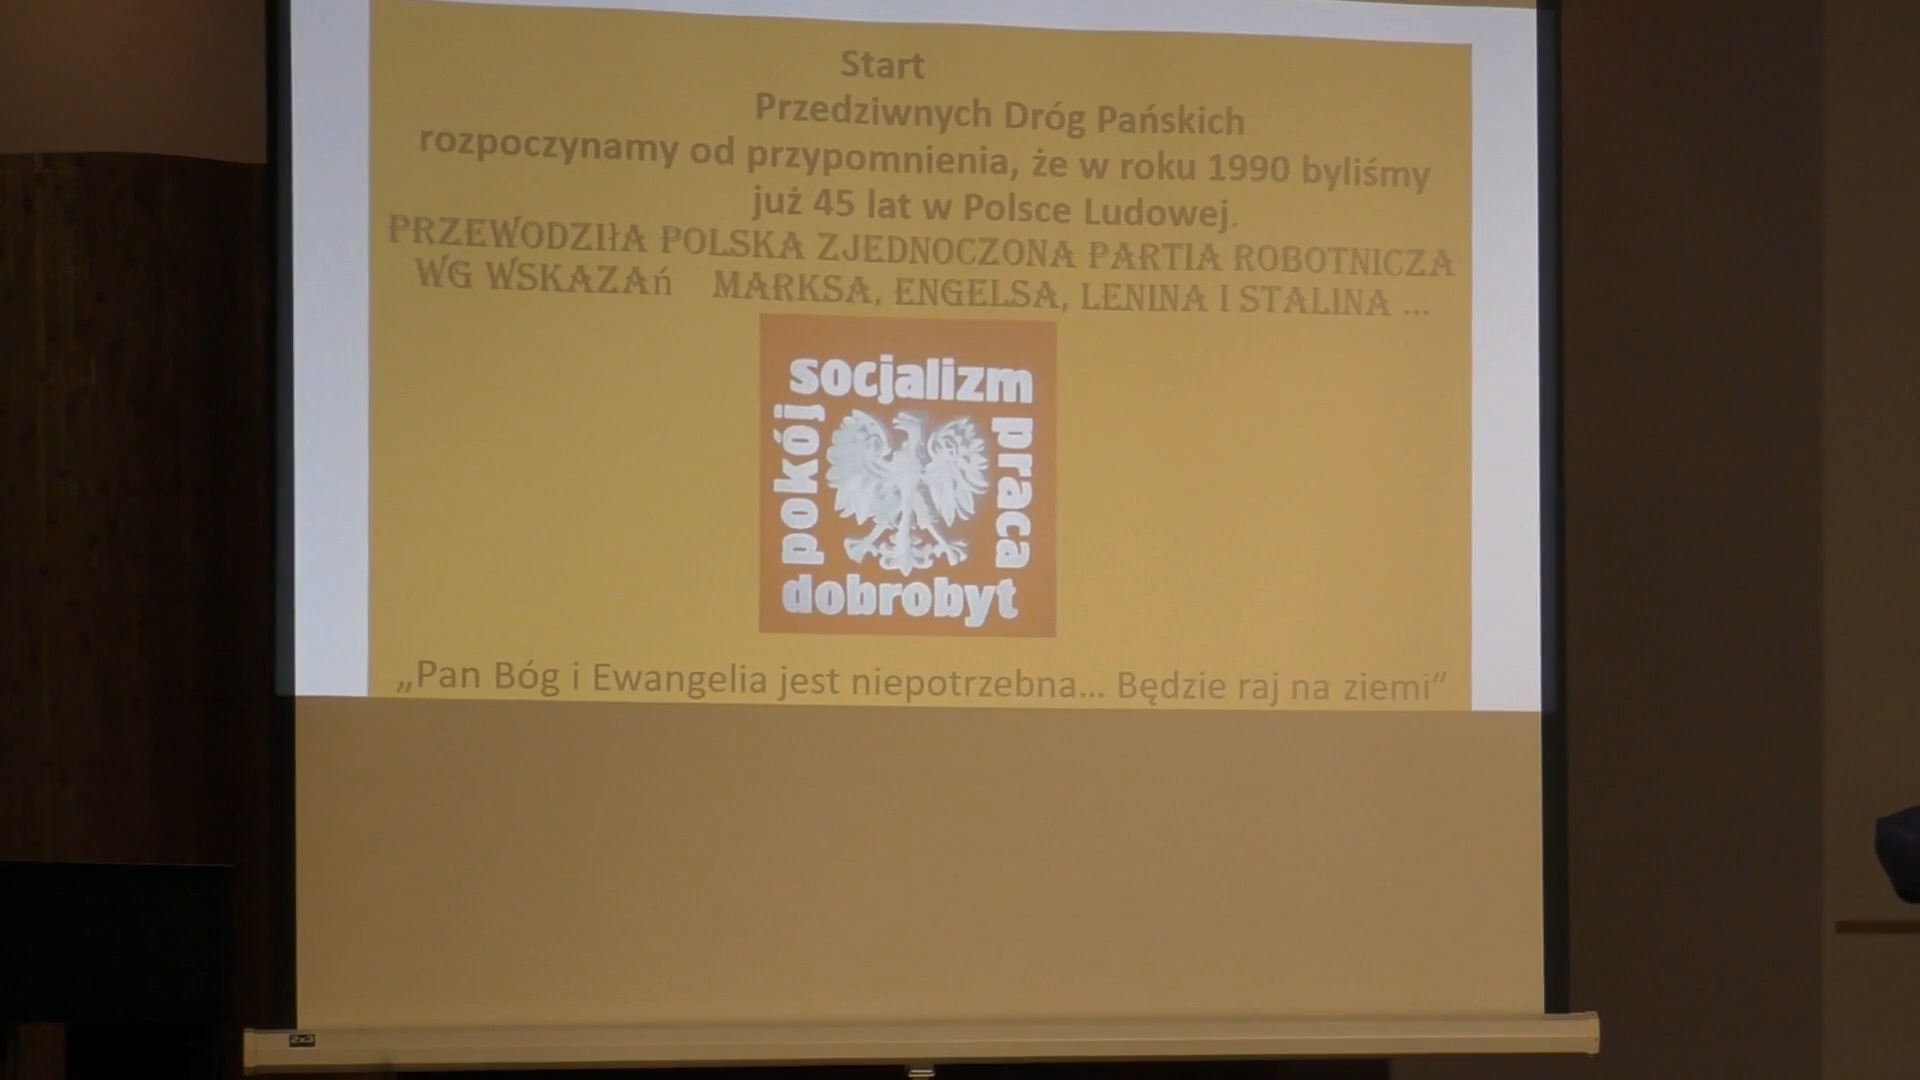 Start
Przedziwnych Dróg Pańskich
rozpoczynamy od przypomnienia, że w roku 1990 byliśmy
już 45 lat w Polsce Ludowej.
PRZEWODZIłA POLSKA ZJEDNOCZONA PARTIA ROBOTNICZA
WG WSKAZAń MARKSA, ENGELSA, LENINA I STALINA ...
socjalizm
pokój
praca
dobrobyt
„Pan Bóg i Ewangelia jest niepotrzebna... Będzie raj na ziemi”
2x3